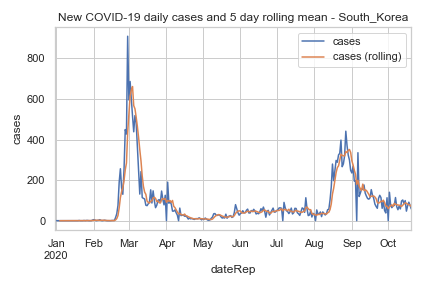 New COVID-19 daily cases and 5 day rolling mean - South_Korea
cases
cases (rolling)
800
600
400
200
0
cases
Jan Feb Mar Apr May Jun Jul Aug Sep Oct
2020
dateRep